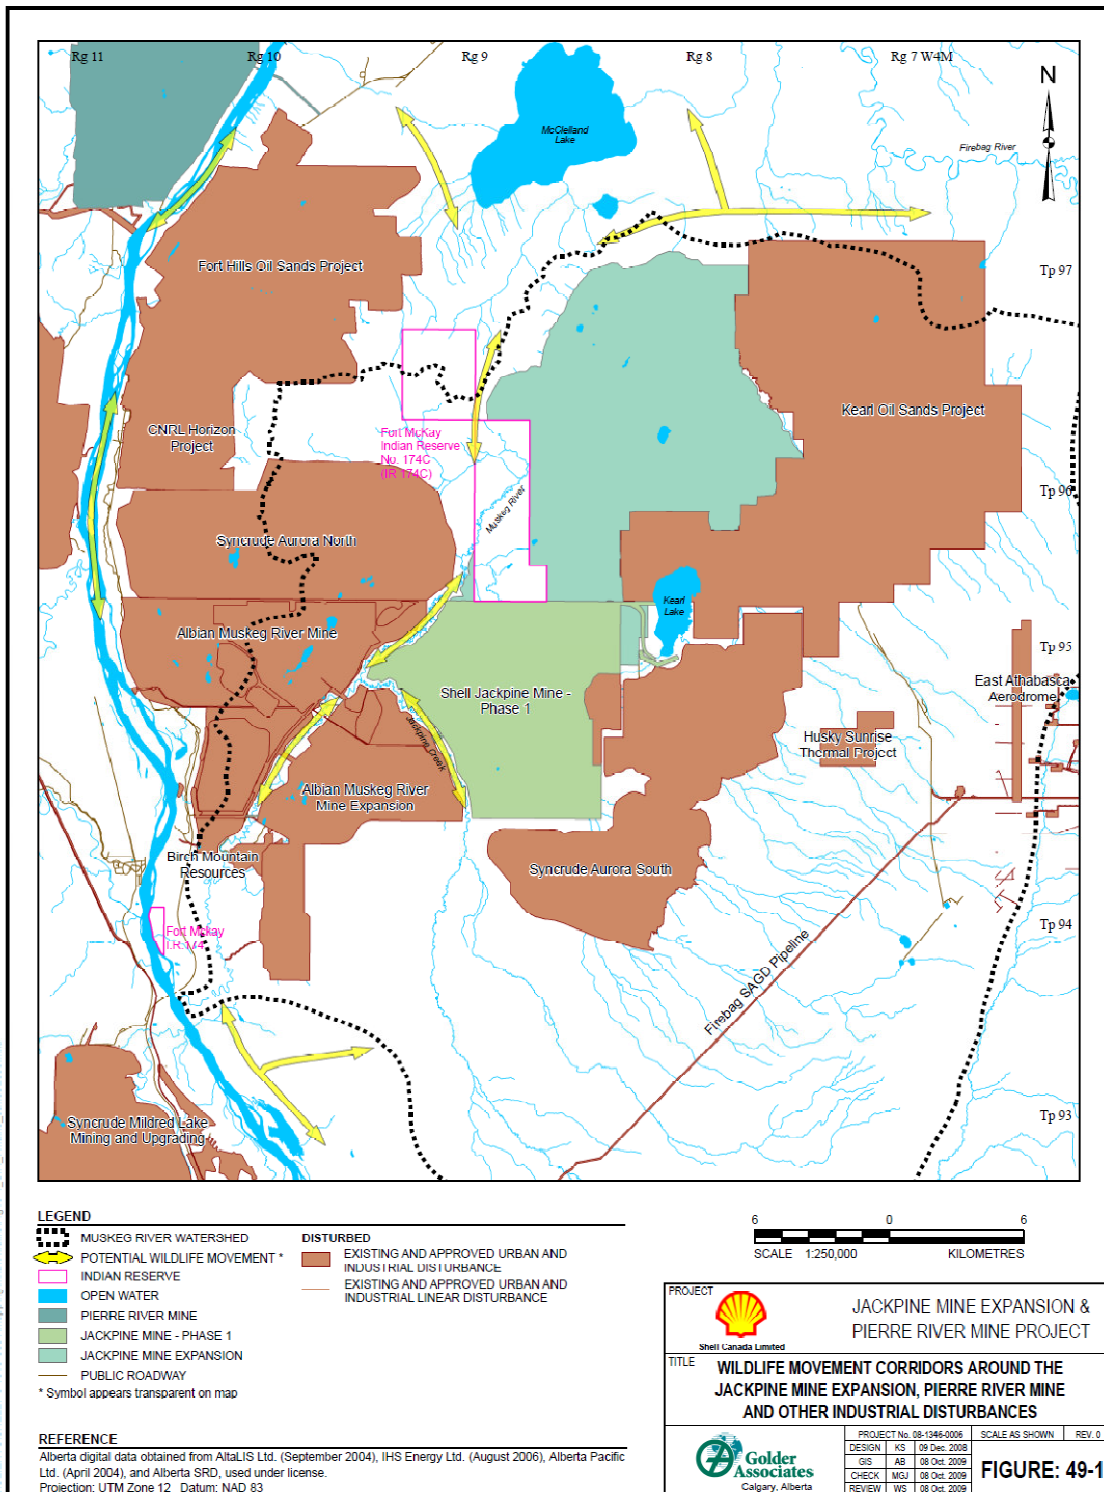 Rg 11
Rg 10
Rg 9
Rg 8
Rg 7 W4M
N
McClelland
Lake
Firebag River
Fort Hills Oil Sands Project
Tp 97
Kearl Oil Sands Project
CNRL Horizon
Project
Fort McKay
Indian Reserve
No. 174C
(IR 174C)
Muskeg River
Tp 96
Syncrude Aurora North
Kearl
Lake
Albian Muskeg River Mine
Tp 95
Shell Jackpine Mine -
Phase 1
East Athabasca
Aerodrome
Jackpine Creek
Husky Sunrise
Thermal Project
Albian Muskeg River
Mine Expansion
Birch Mountain
Resources
Syncrude Aurora South
Fort McKay
I.R.174
Tp 94
Firebag SAGD Pipeline
Syncrude Mildred Lake
Mining and Upgrading
Tp 93
LEGEND
MUSKEG RIVER WATERSHED
POTENTIAL WILDLIFE MOVEMENT *
INDIAN RESERVE
OPEN WATER
PIERRE RIVER MINE
JACKPINE MINE - PHASE 1
JACKPINE MINE EXPANSION
PUBLIC ROADWAY
* Symbol appears transparent on map
DISTURBED
EXISTING AND APPROVED URBAN AND
INDUSTRIAL DISTURBANCE
EXISTING AND APPROVED URBAN AND
INDUSTRIAL LINEAR DISTURBANCE
6 0 6
SCALE 1:250,000 KILOMETRES
REFERENCE
Alberta digital data obtained from AltaLIS Ltd. (September 2004), IHS Energy Ltd. (August 2006), Alberta Pacific
Ltd. (April 2004), and Alberta SRD, used under license.
Projection: UTM Zone 12 Datum: NAD 83
PROJECT
Shell Canada Limited
JACKPINE MINE EXPANSION &
PIERRE RIVER MINE PROJECT
TITLE
WILDLIFE MOVEMENT CORRIDORS AROUND THE
JACKPINE MINE EXPANSION, PIERRE RIVER MINE
AND OTHER INDUSTRIAL DISTURBANCES
Golder
Associates
Calgary, Alberta
PROJECT No. 08-1346-0006 SCALE AS SHOWN REV. 0
DESIGN KS 09 Dec. 2008
GIS AB 08 Oct. 2009
CHECK MGJ 08 Oct. 2009
REVIEW WS 08 Oct. 2009
FIGURE: 49-1